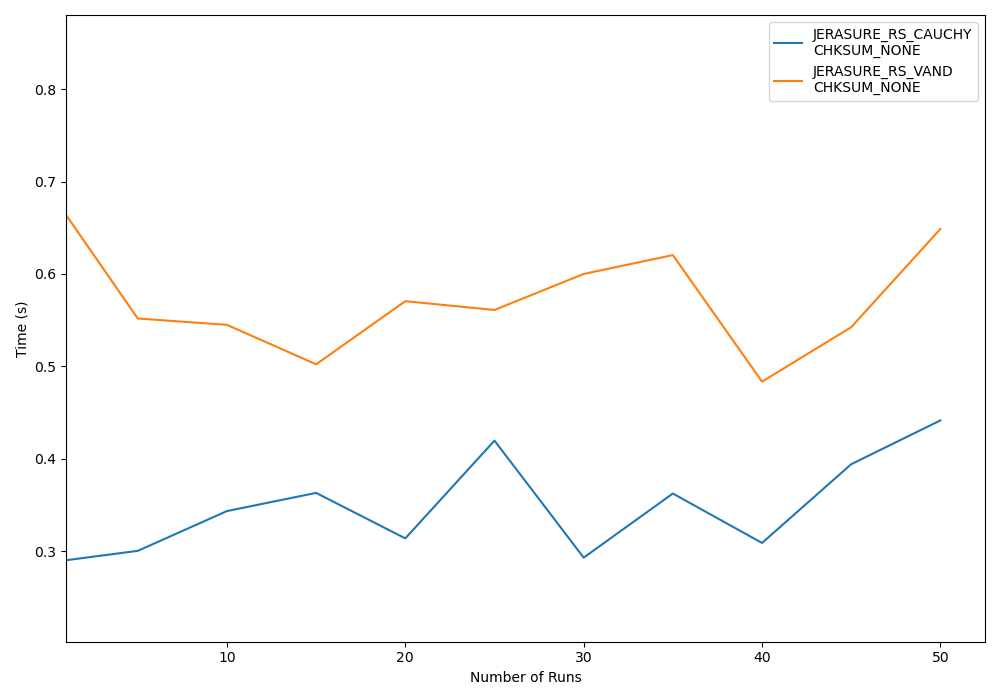 JERASURE_RS_CAUCHY
CHKSUM_NONE
JERASURE_RS_VAND
CHKSUM_NONE
Time (s)
0.8
0.7
0.6
0.5
0.4
0.3
10 20 30 40 50
Number of Runs